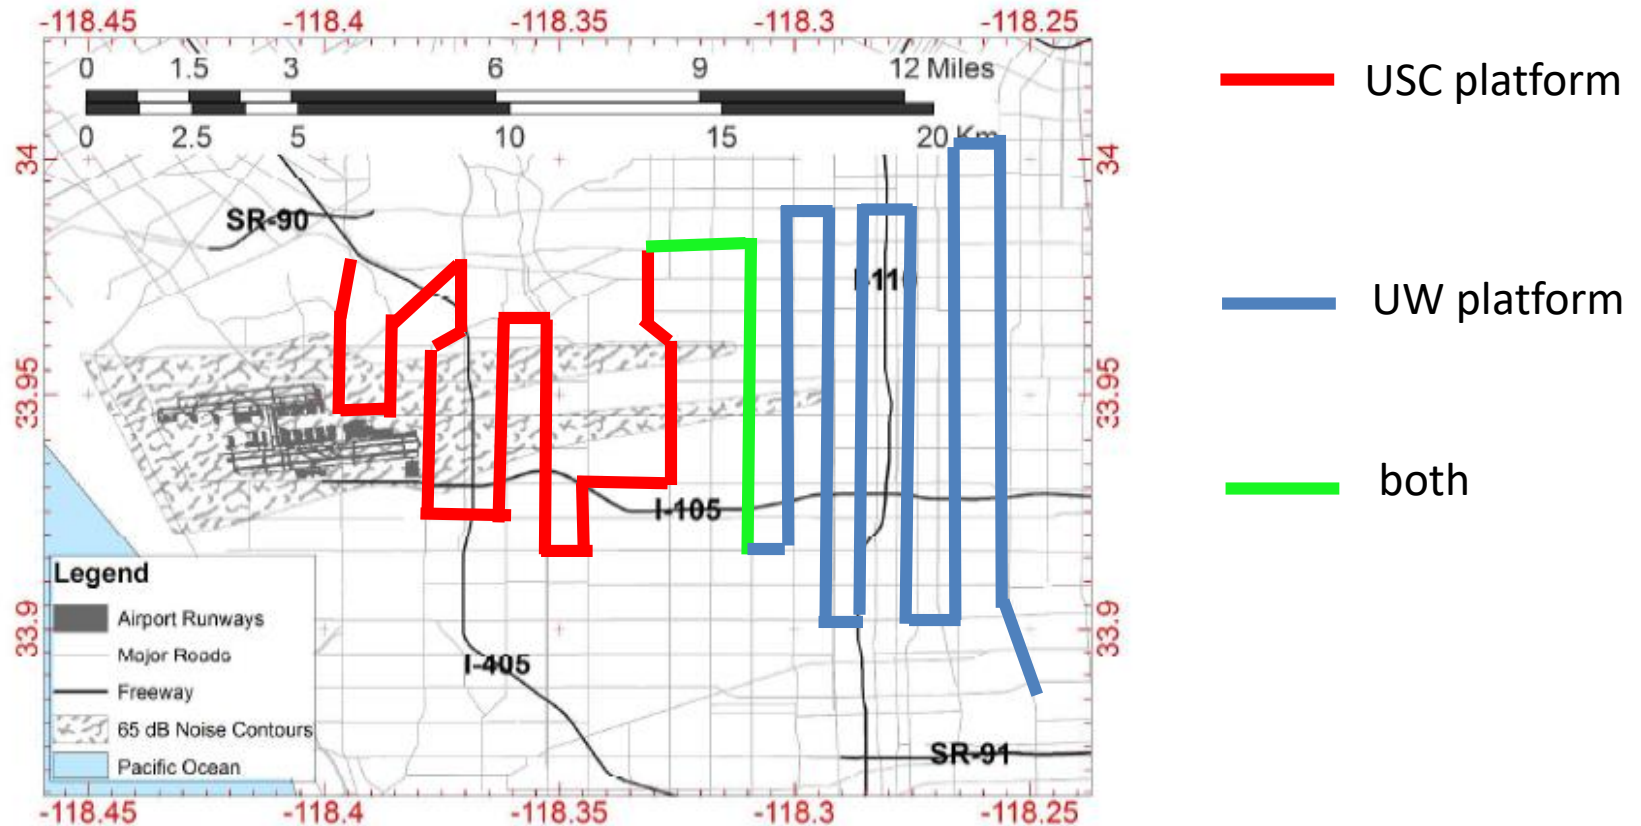 -118.45 -118.4 -118.35 -118.3 -118.25
0 1.5 3 6 9 12 Miles
0 2.5 5 10 15 20 Km
USC platform
34 34
SR-90
I-110
UW platform
33.95 33.95
I-105
both
Legend
Airport Runways
Major Roads
Freeway
65 dB Noise Contours
Pacific Ocean
33.9 33.9
I-405
SR-91
-118.45 -118.4 -118.35 -118.3 -118.25